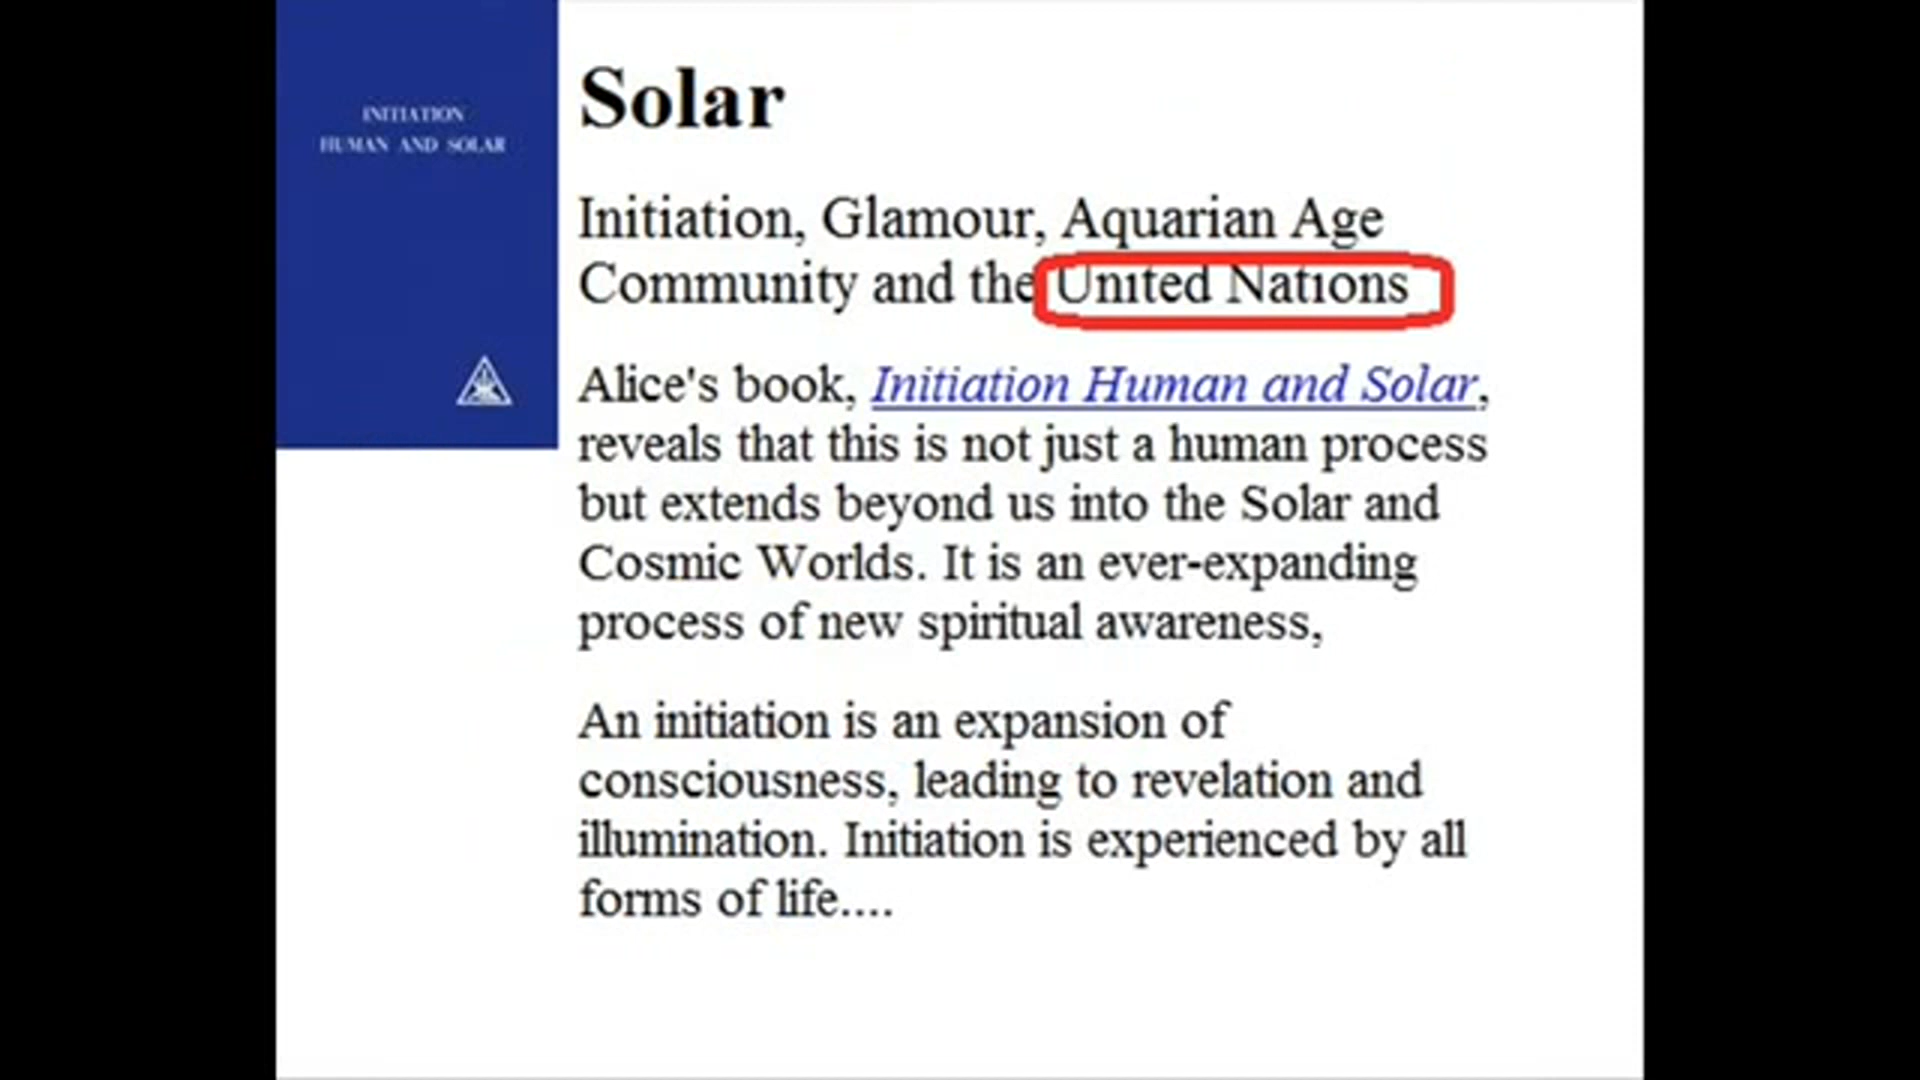 INITIATION
HUMAN AND SOLAR
Solar
Initiation, Glamour, Aquarian Age
Community and the United Nations
Alice's book, Initiation Human and Solar,
reveals that this is not just a human process
but extends beyond us into the Solar and
Cosmic Worlds. It is an ever-expanding
process of new spiritual awareness,
An initiation is an expansion of
consciousness, leading to revelation and
illumination. Initiation is experienced by all
forms of life....